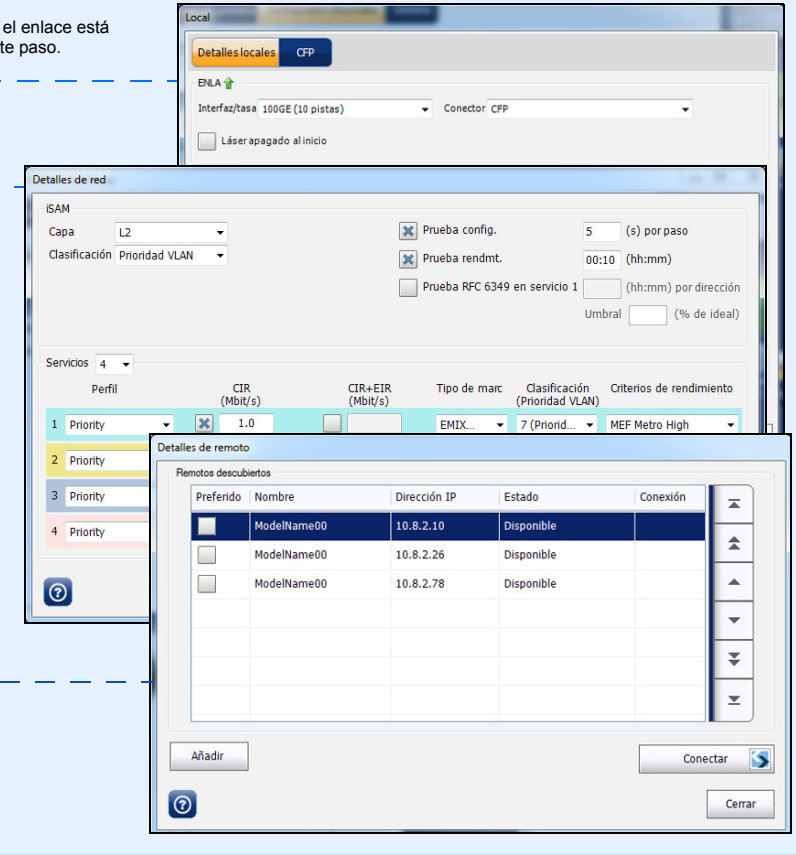 el enlace está
te paso.
Local
Detalles locales CFP
ENLA
Interfaz/tasa 100GE (10 pistas) Conector CFP
Láser apagado al inicio
Detalles de red
iSAM
Capa L2
Clasificación Prioridad VLAN
Prueba config. 5 (s) por paso
Prueba rendmt. 00:10 (hh:mm)
Prueba RFC 6349 en servicio 1 (hh:mm) por dirección
Umbral (% de ideal)
Servicios 4
Perfil CIR (Mbit/s) CIR+EIR (Mbit/s) Tipo de marc Clasificación (Prioridad VLAN) Criterios de rendimiento
1 Priority 1.0 EMIX... 7 (Priorid... MEF Metro High
2 Priority
3 Priority
4 Priority
Detalles de remoto
Remotos descubiertos
Preferido Nombre Dirección IP Estado Conexión
ModelName00 10.8.2.10 Disponible
ModelName00 10.8.2.26 Disponible
ModelName00 10.8.2.78 Disponible
Añadir Conectar
Cerrar